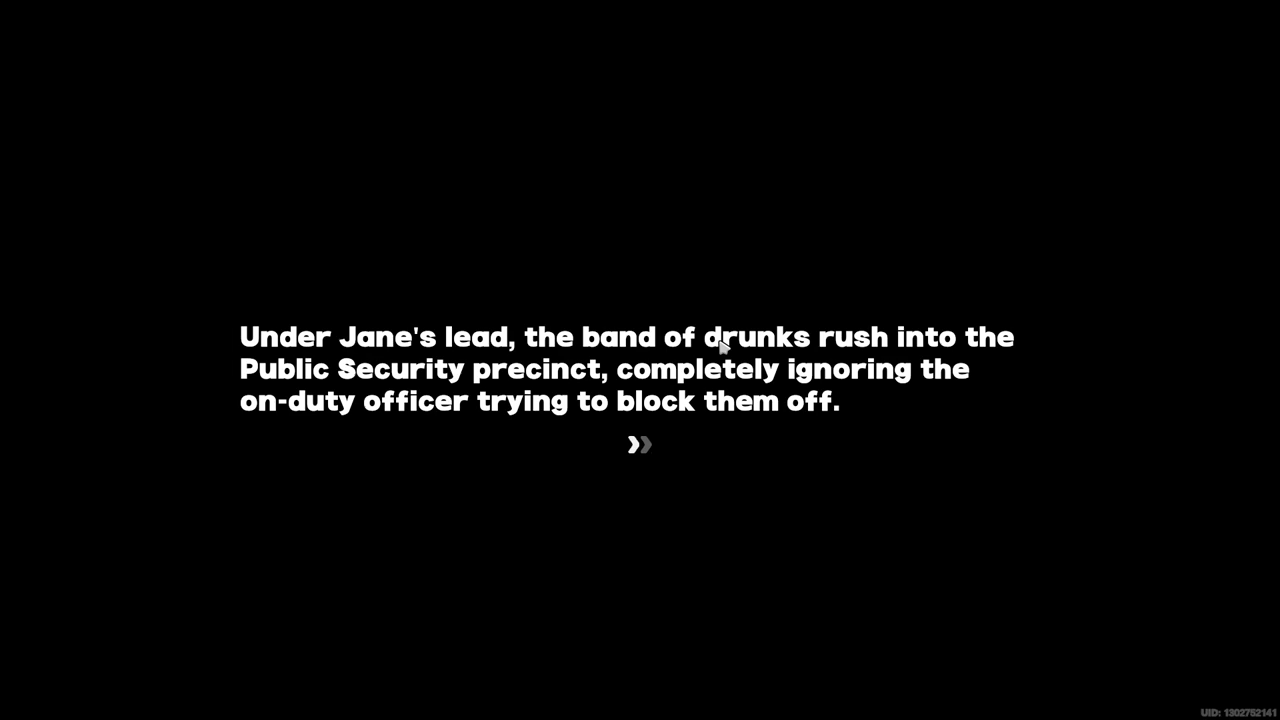 Under Jane's lead, the band of drunks rush into the
Public Security precinct, completely ignoring the
on-duty officer trying to block them off.
UID: 1302752141